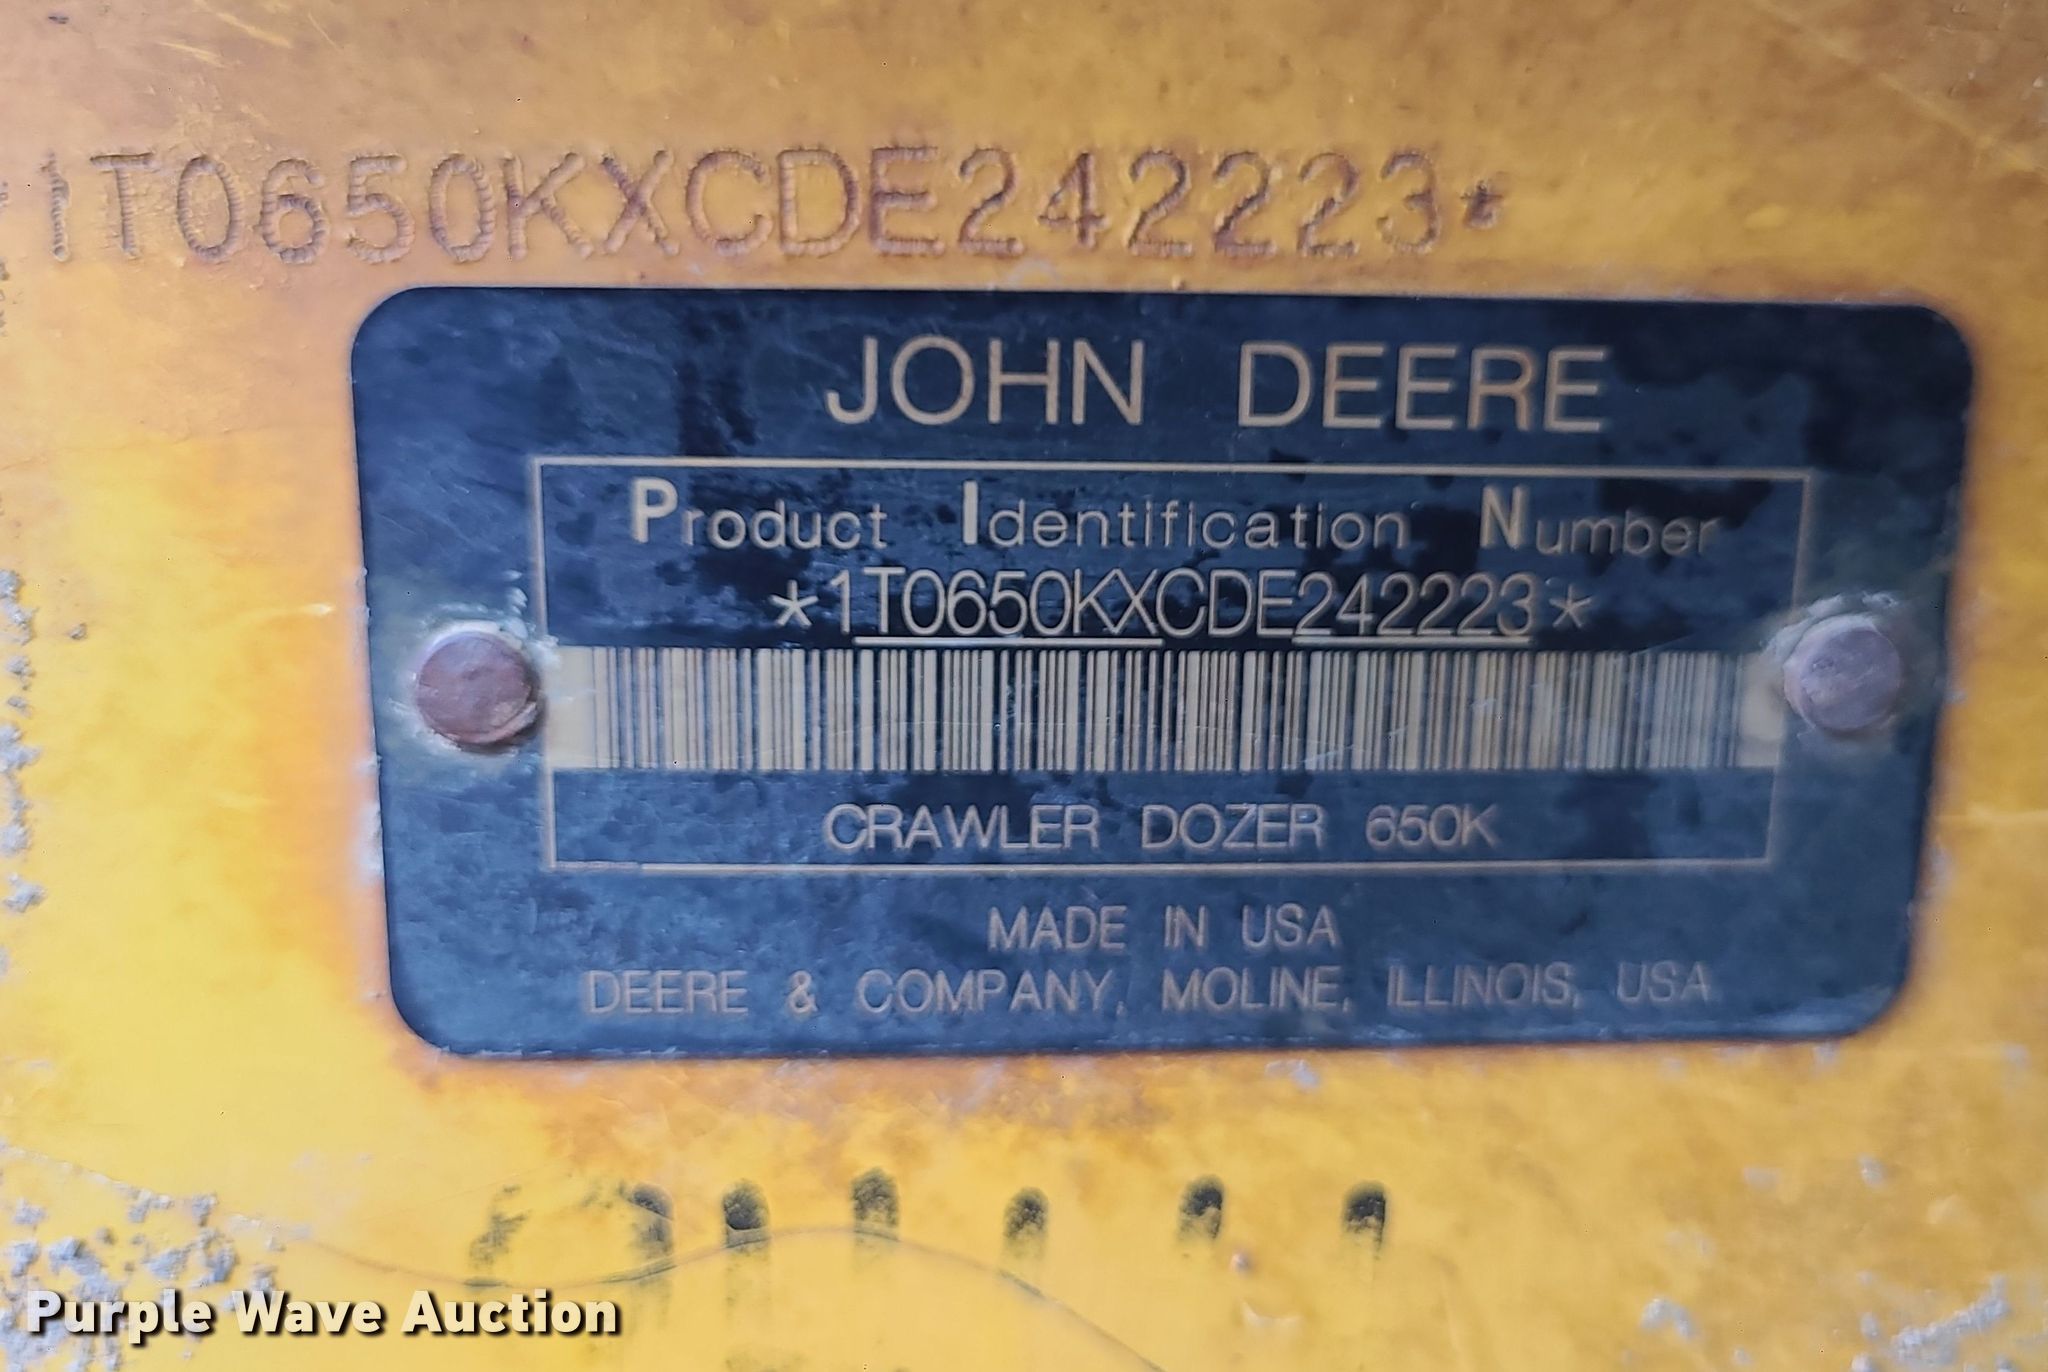 1T0650KXCDE242223*
JOHN DEERE
Product Identification Number
*1T0650KXCDE242223*
CRAWLER DOZER 650K
MADE IN USA
DEERE & COMPANY, MOLINE, ILLINOIS, USA
Purple Wave Auction